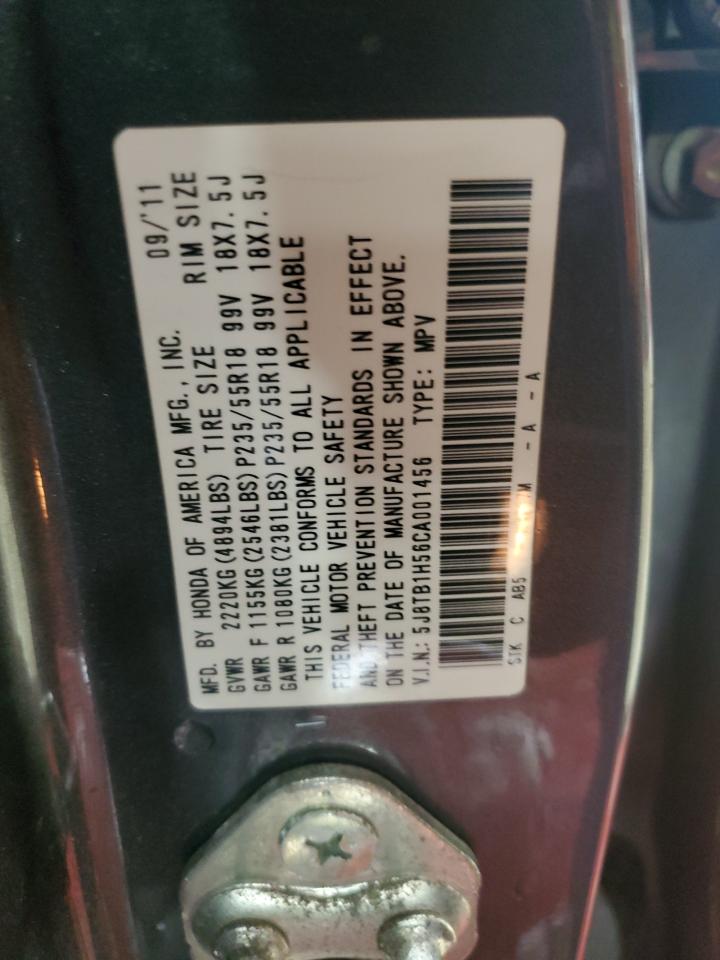 MFD. BY HONDA OF AMERICA MFG., INC. 09/'11
GVWR 2220KG(4894LBS) TIRE SIZE RIM SIZE
GAWR F 1155KG(2546LBS)P235/55R18 99V 18X7.5J
GAWR R 1080KG(2381LBS)P235/55R18 99V 18X7.5J
THIS VEHICLE CONFORMS TO ALL APPLICABLE
FEDERAL MOTOR VEHICLE SAFETY
AND THEFT PREVENTION STANDARDS IN EFFECT
ON THE DATE OF MANUFACTURE SHOWN ABOVE.
V.I.N.: 5J8TB1H56CA001456 TYPE: MPV
STK C AB5 - A - A